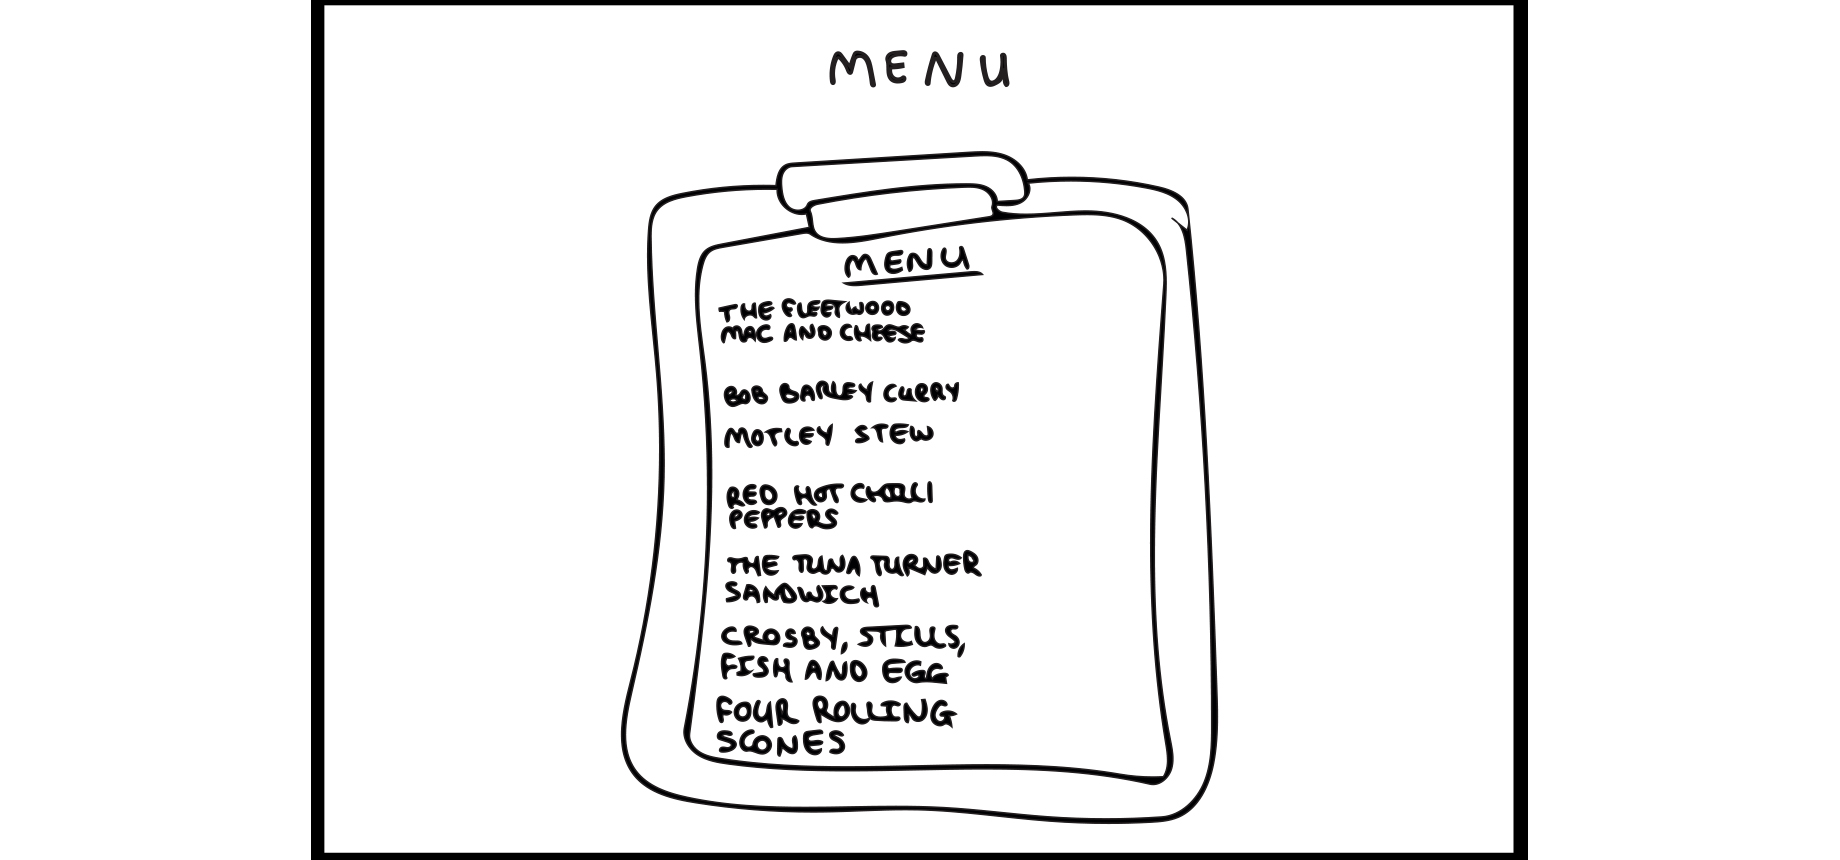 MENU
MENU
THE FLEETWOOD
MAC AND CHEESE
BOB BARLEY CURRY
MOTLEY STEW
RED HOT CHILLI
PEPPERS
THE TUNA TURNER
SANDWICH
CROSBY, STILLS,
FISH AND EGG
FOUR ROLLING
SCONES